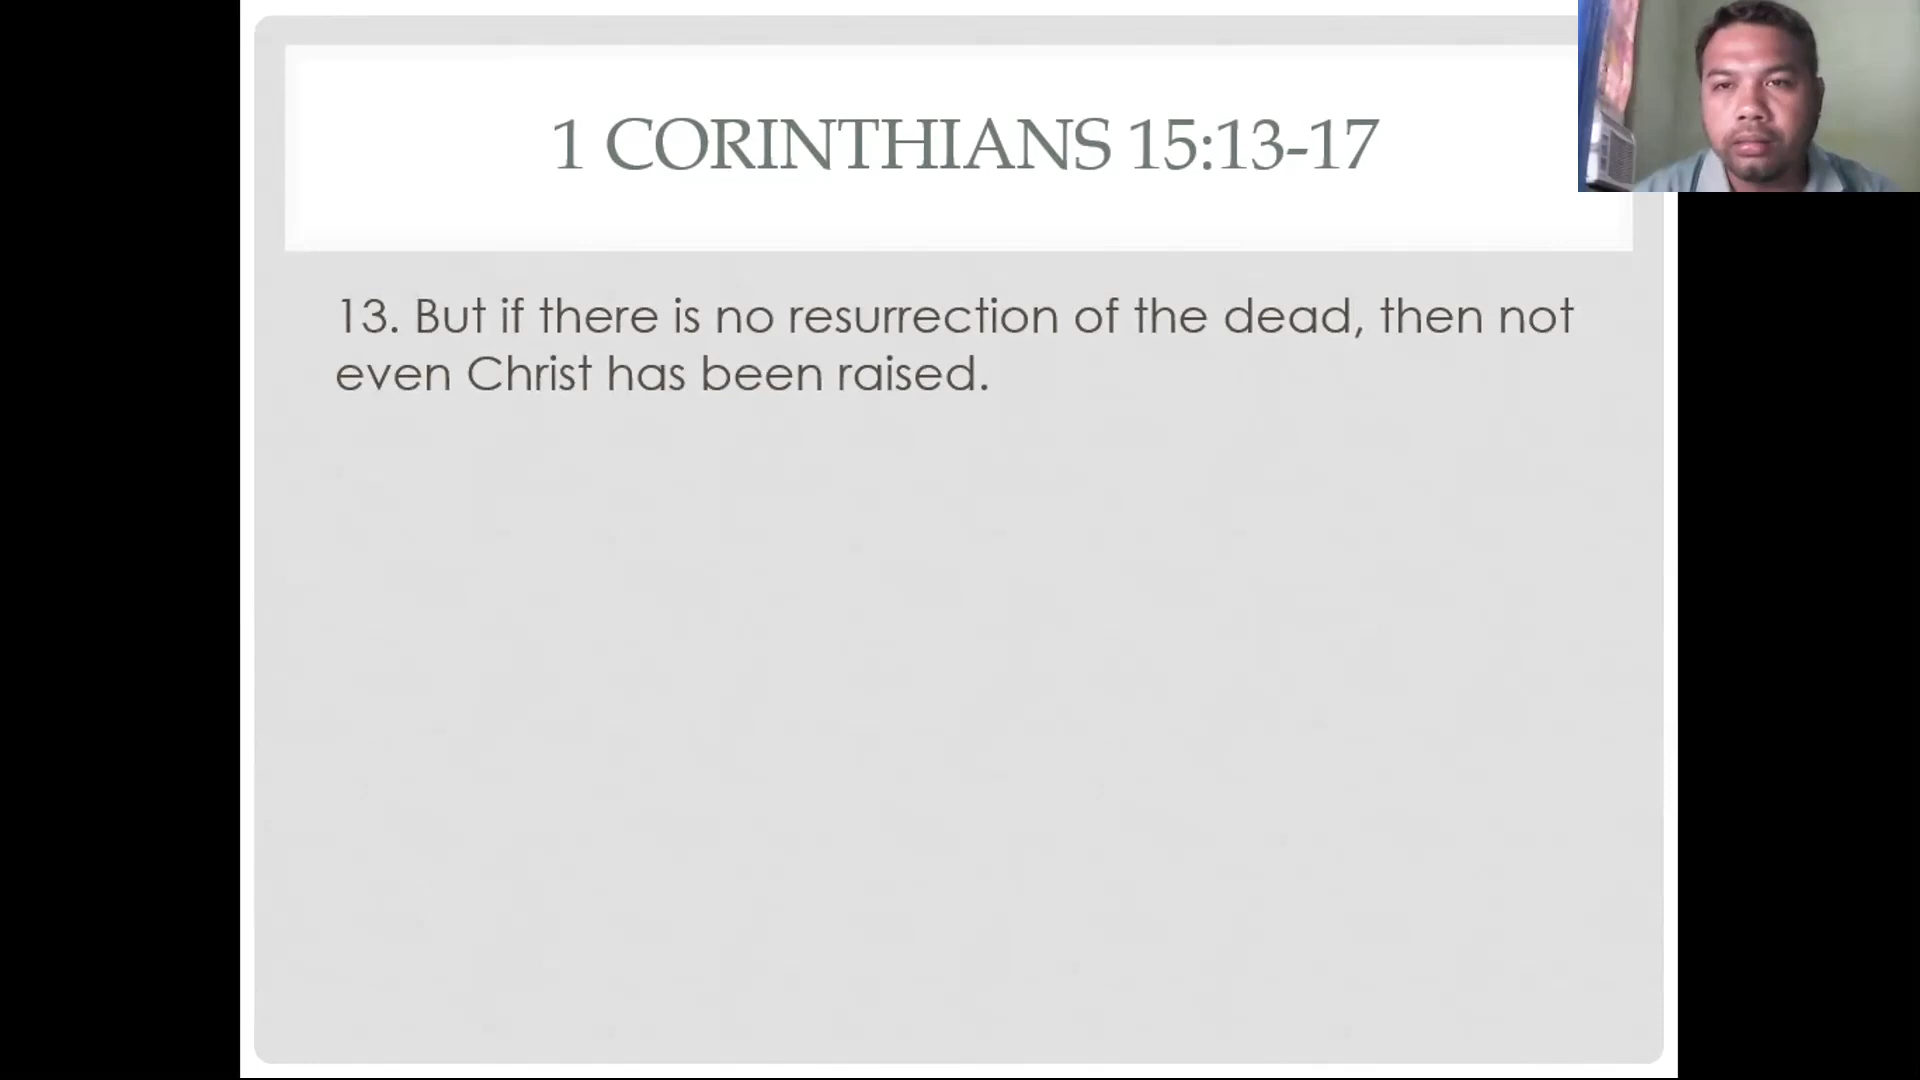 1 CORINTHIANS 15:13-17
13. But if there is no resurrection of the dead, then not
even Christ has been raised.